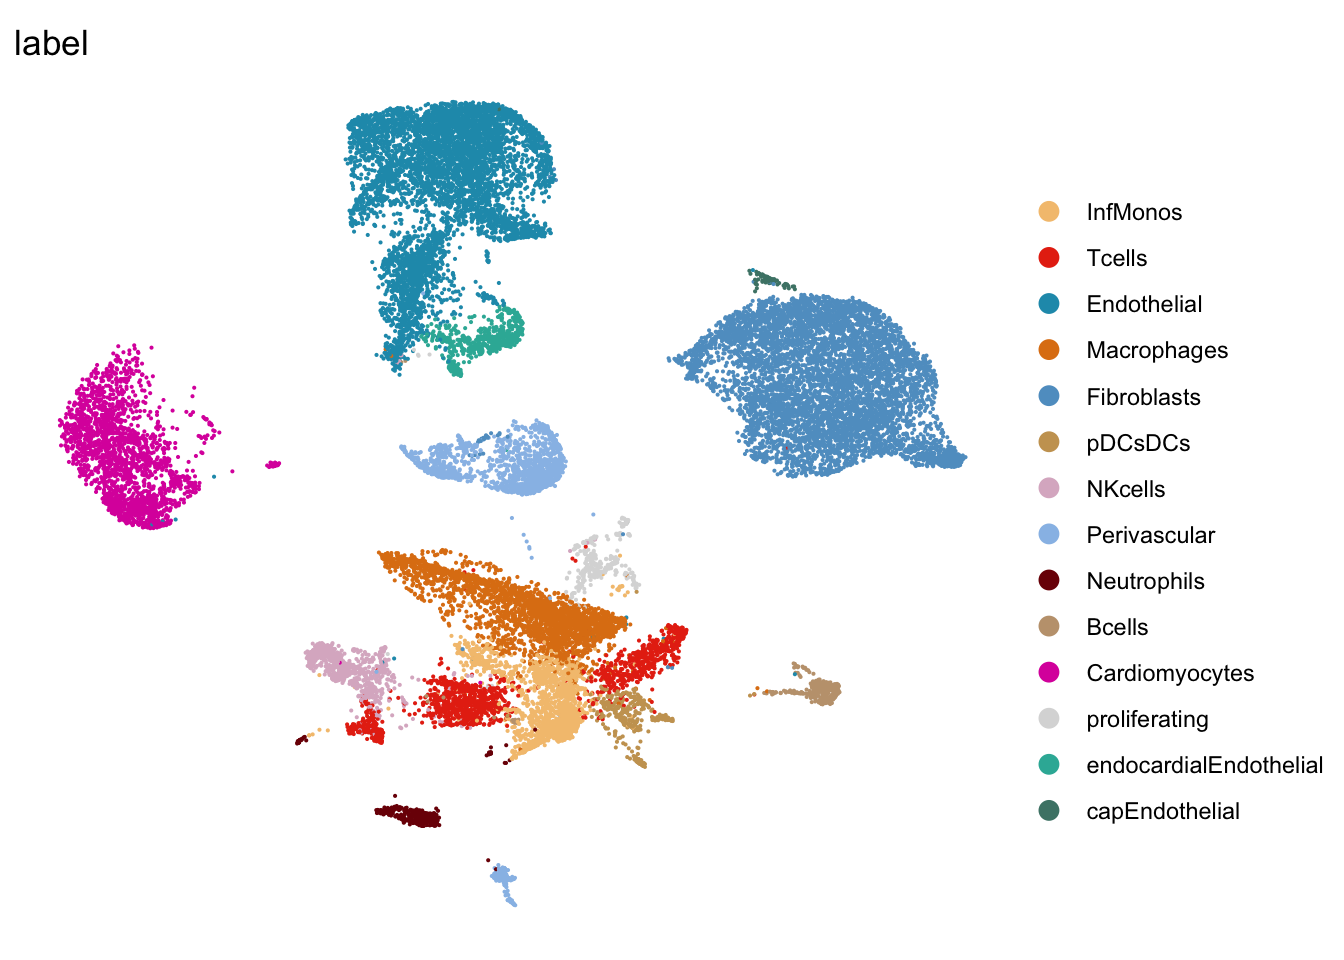 label
InfMonos
Tcells
Endothelial
Macrophages
Fibroblasts
pDCsDCs
NKcells
Perivascular
Neutrophils
Bcells
Cardiomyocytes
proliferating
endocardialEndothelial
capEndothelial